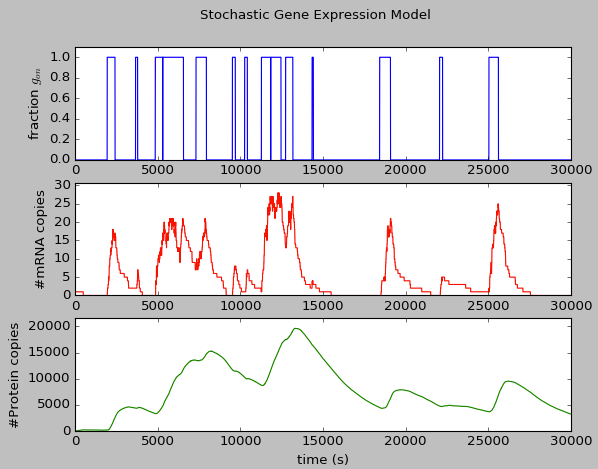 Stochastic Gene Expression Model
fraction g_on
1.0
0.8
0.6
0.4
0.2
0.0
0 5000 10000 15000 20000 25000 30000
#mRNA copies
30
25
20
15
10
5
0
0 5000 10000 15000 20000 25000 30000
#Protein copies
20000
15000
10000
5000
0
0 5000 10000 15000 20000 25000 30000
time (s)